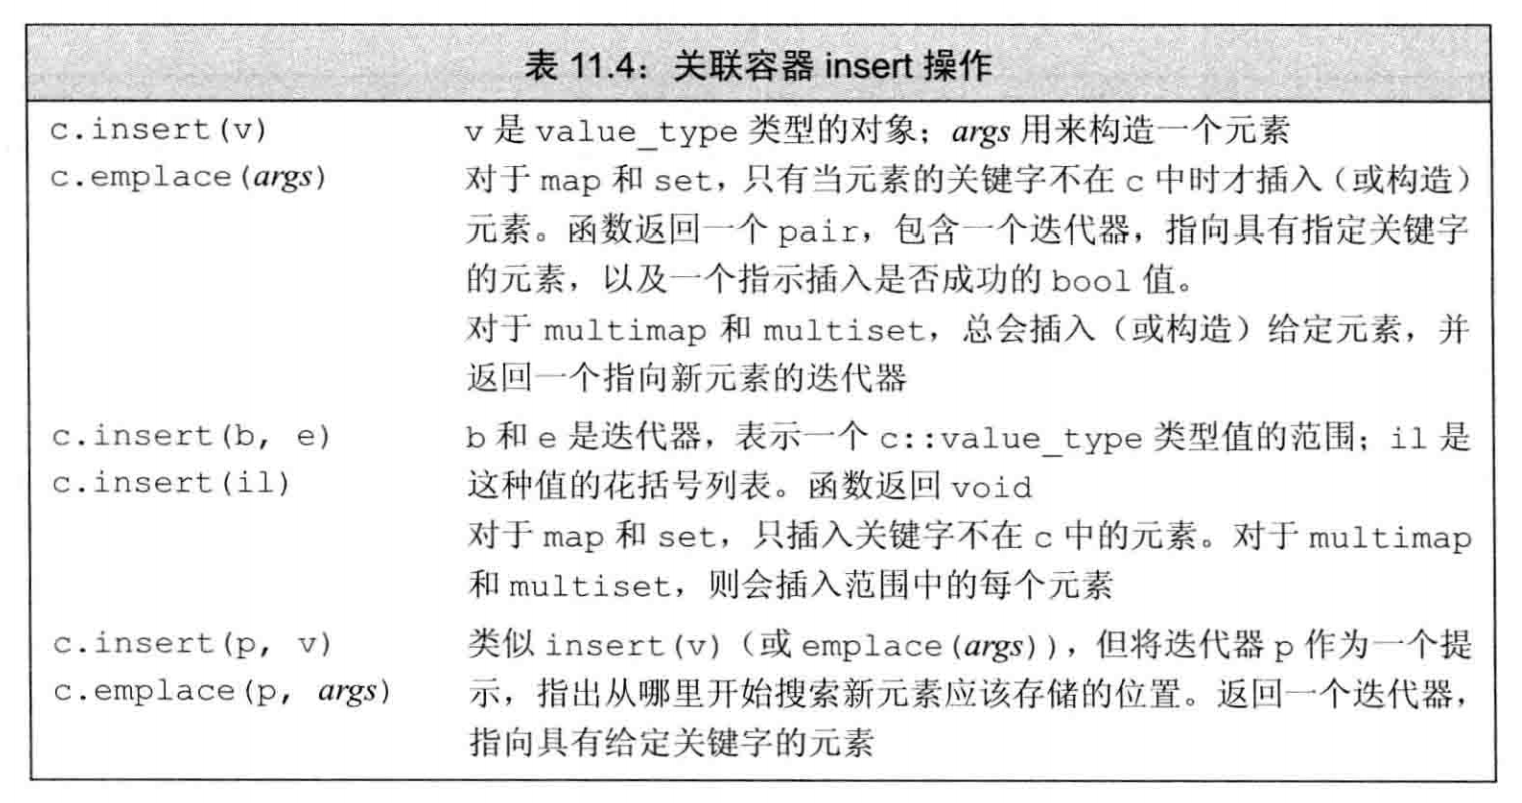 表 11.4：关联容器 insert 操作
c.insert(v) v 是 value_type 类型的对象；args 用来构造一个元素
c.emplace(args) 对于 map 和 set，只有当元素的关键字不在 c 中时才插入（或构造）
元素。函数返回一个 pair，包含一个迭代器，指向具有指定关键字
的元素，以及一个指示插入是否成功的 bool 值。
对于 multimap 和 multiset，总会插入（或构造）给定元素，并
返回一个指向新元素的迭代器
c.insert(b, e) b 和 e 是迭代器，表示一个 c::value_type 类型值的范围；il 是
c.insert(il) 这种值的花括号列表。函数返回 void
对于 map 和 set，只插入关键字不在 c 中的元素。对于 multimap
和 multiset，则会插入范围中的每个元素
c.insert(p, v) 类似 insert(v)（或 emplace(args)），但将迭代器 p 作为一个提
c.emplace(p, args) 示，指出从哪里开始搜索新元素应该存储的位置。返回一个迭代器，
指向具有给定关键字的元素